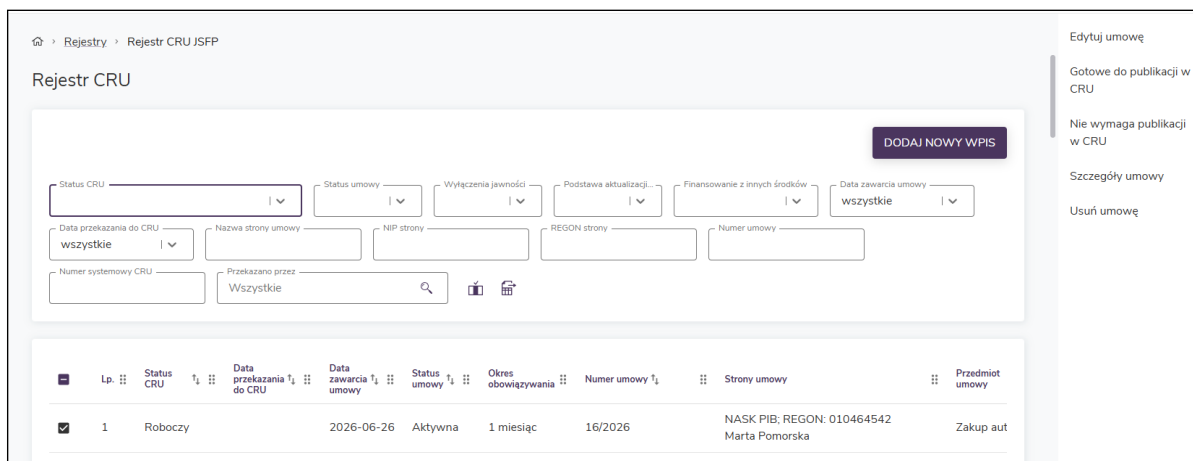 Rejestry > Rejestr CRU JSFP
Rejestr CRU
DODAJ NOWY WPIS
Status CRU
Status umowy
Wyłączenia jawności
Podstawa aktualizacji...
Finansowanie z innych środków
Data zawarcia umowy
wszystkie
Data przekazania do CRU
wszystkie
Nazwa strony umowy
NIP strony
REGON strony
Numer umowy
Numer systemowy CRU
Przekazano przez
Wszystkie
Lp.
Status
CRU
Data
przekazania
do CRU
Data
zawarcia
umowy
Status
umowy
Okres
obowiązywania
Numer umowy
Strony umowy
Przedmiot
umowy
1
Roboczy
2026-06-26
Aktywna
1 miesiąc
16/2026
NASK PIB; REGON: 010464542
Marta Pomorska
Zakup aut
Edytuj umowę
Gotowe do publikacji w
CRU
Nie wymaga publikacji
w CRU
Szczegóły umowy
Usuń umowę